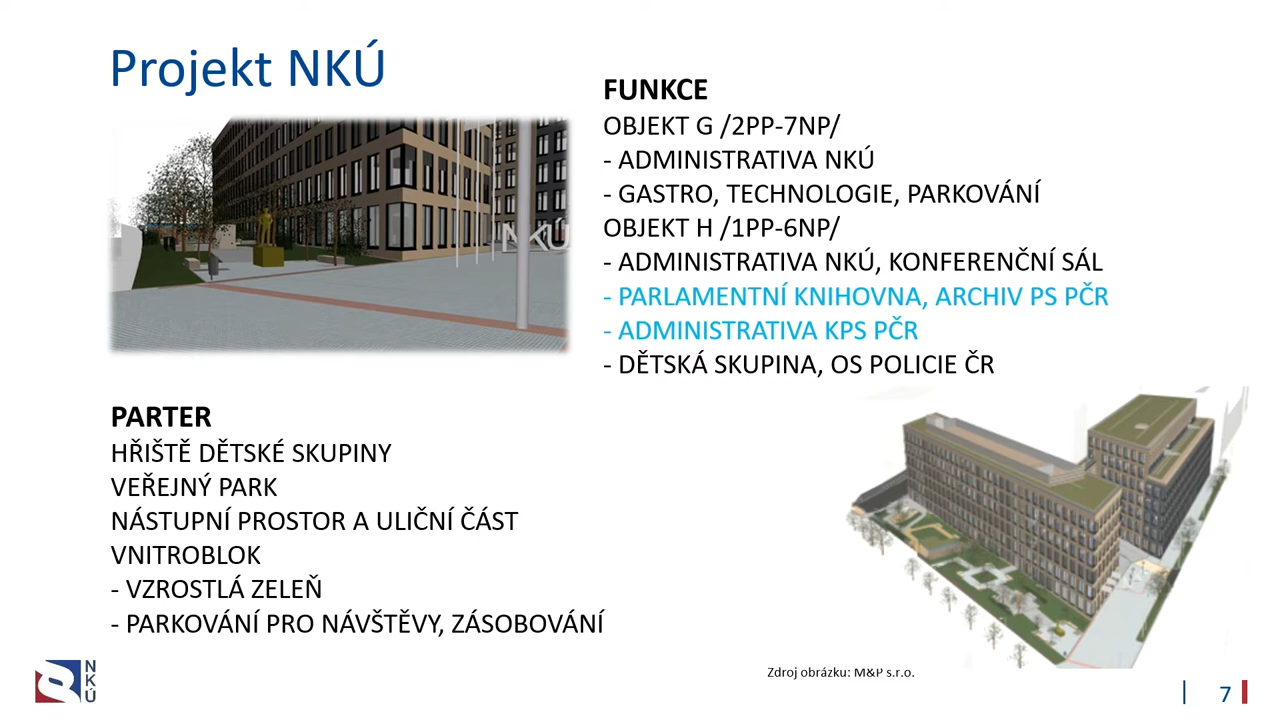 Projekt NKÚ
FUNKCE
OBJEKT G /2PP-7NP/
- ADMINISTRATIVA NKÚ
- GASTRO, TECHNOLOGIE, PARKOVÁNÍ
OBJEKT H /1PP-6NP/
- ADMINISTRATIVA NKÚ, KONFERENČNÍ SÁL
- PARLAMENTNÍ KNIHOVNA, ARCHIV PS PČR
- ADMINISTRATIVA KPS PČR
- DĚTSKÁ SKUPINA, OS POLICIE ČR
NKÚ
PARTER
HŘIŠTĚ DĚTSKÉ SKUPINY
VEŘEJNÝ PARK
NÁSTUPNÍ PROSTOR A ULIČNÍ ČÁST
VNITROBLOK
- VZROSTLÁ ZELEŇ
- PARKOVÁNÍ PRO NÁVŠTĚVY, ZÁSOBOVÁNÍ
Zdroj obrázku: M&P s.r.o.
NKÚ
7